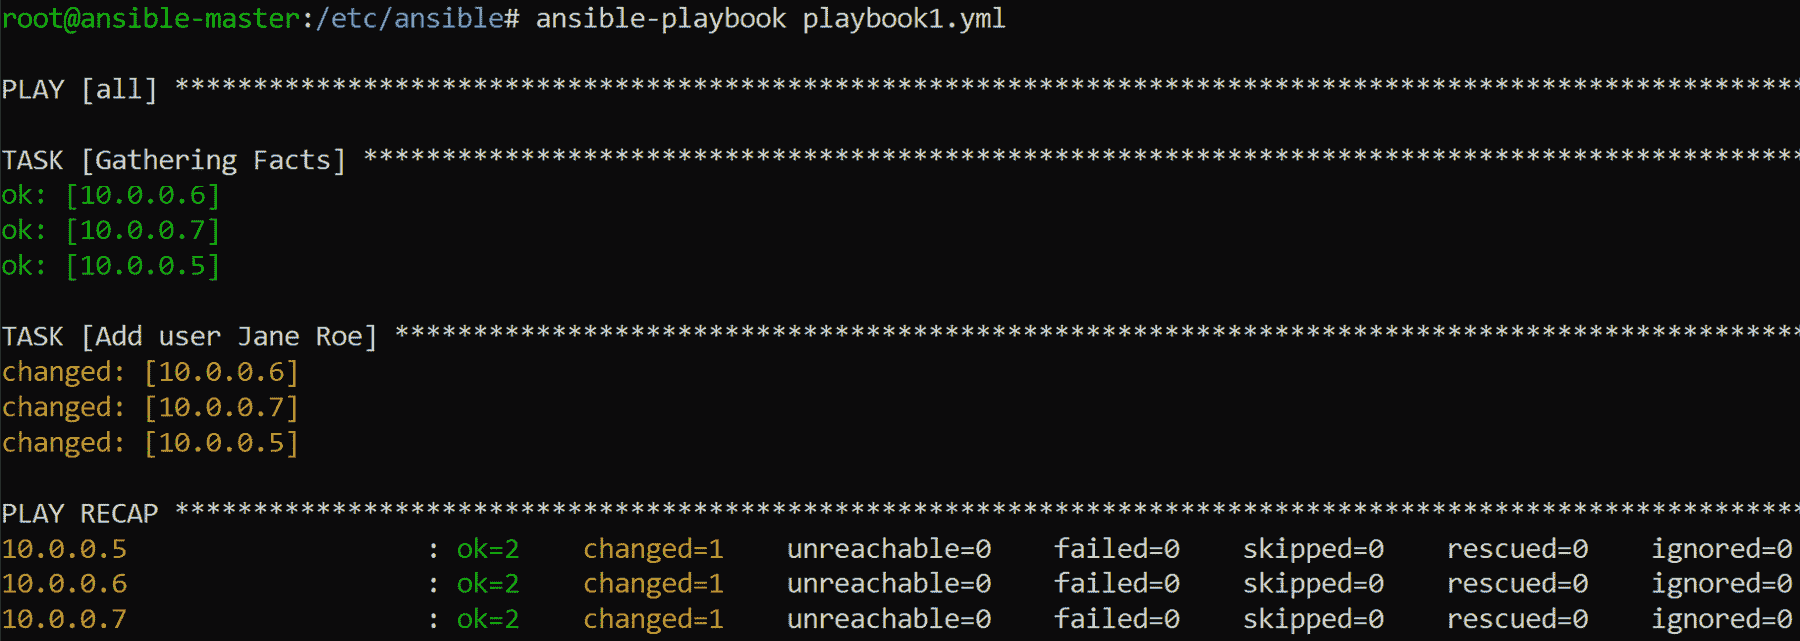 root@ansible-master:/etc/ansible# ansible-playbook playbook1.yml
PLAY [all] *******************************************************************************************************
TASK [Gathering Facts] *******************************************************************************************
ok: [10.0.0.6]
ok: [10.0.0.7]
ok: [10.0.0.5]
TASK [Add user Jane Roe] *****************************************************************************************
changed: [10.0.0.6]
changed: [10.0.0.7]
changed: [10.0.0.5]
PLAY RECAP *******************************************************************************************************
10.0.0.5                   : ok=2    changed=1    unreachable=0    failed=0    skipped=0    rescued=0    ignored=0
10.0.0.6                   : ok=2    changed=1    unreachable=0    failed=0    skipped=0    rescued=0    ignored=0
10.0.0.7                   : ok=2    changed=1    unreachable=0    failed=0    skipped=0    rescued=0    ignored=0